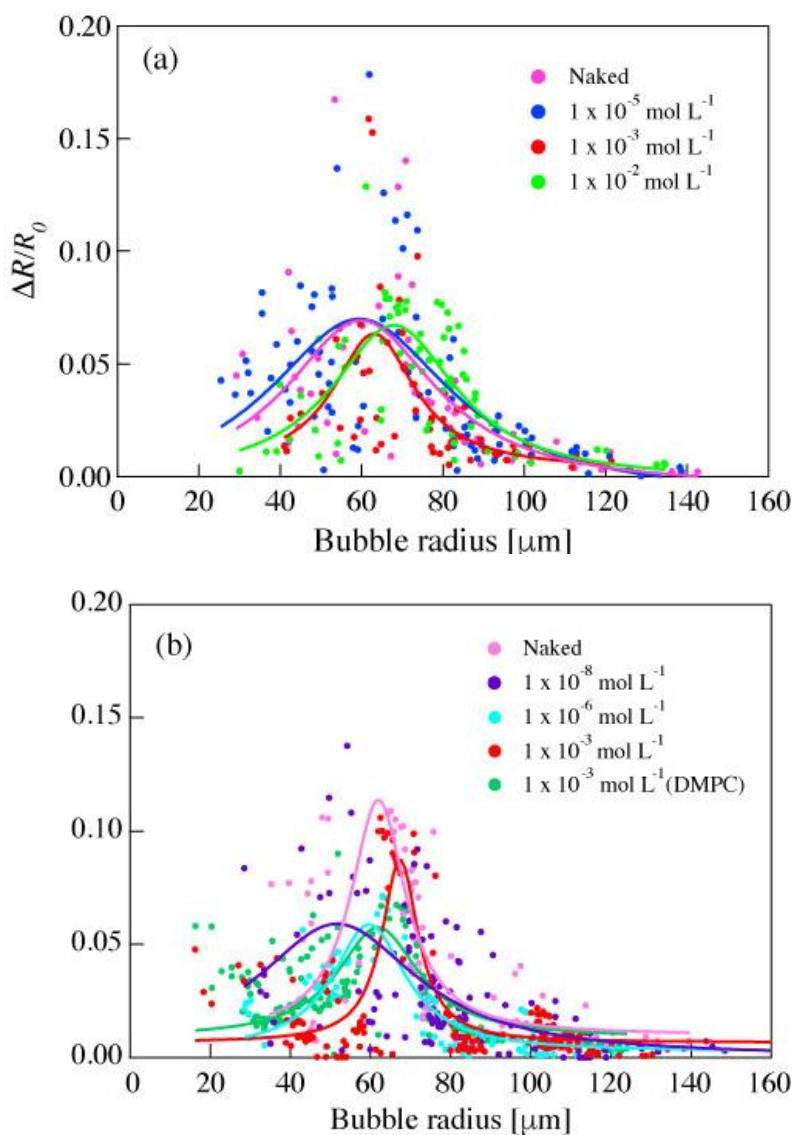 0.20
(a)
Naked
1 x 10⁻⁵ mol L⁻¹
1 x 10⁻³ mol L⁻¹
1 x 10⁻² mol L⁻¹
0.15
0.10
0.05
0.00
ΔR/R₀
0 20 40 60 80 100 120 140 160
Bubble radius [μm]
0.20
(b)
Naked
1 x 10⁻⁸ mol L⁻¹
1 x 10⁻⁶ mol L⁻¹
1 x 10⁻³ mol L⁻¹
1 x 10⁻³ mol L⁻¹(DMPC)
0.15
0.10
0.05
0.00
0 20 40 60 80 100 120 140 160
Bubble radius [μm]